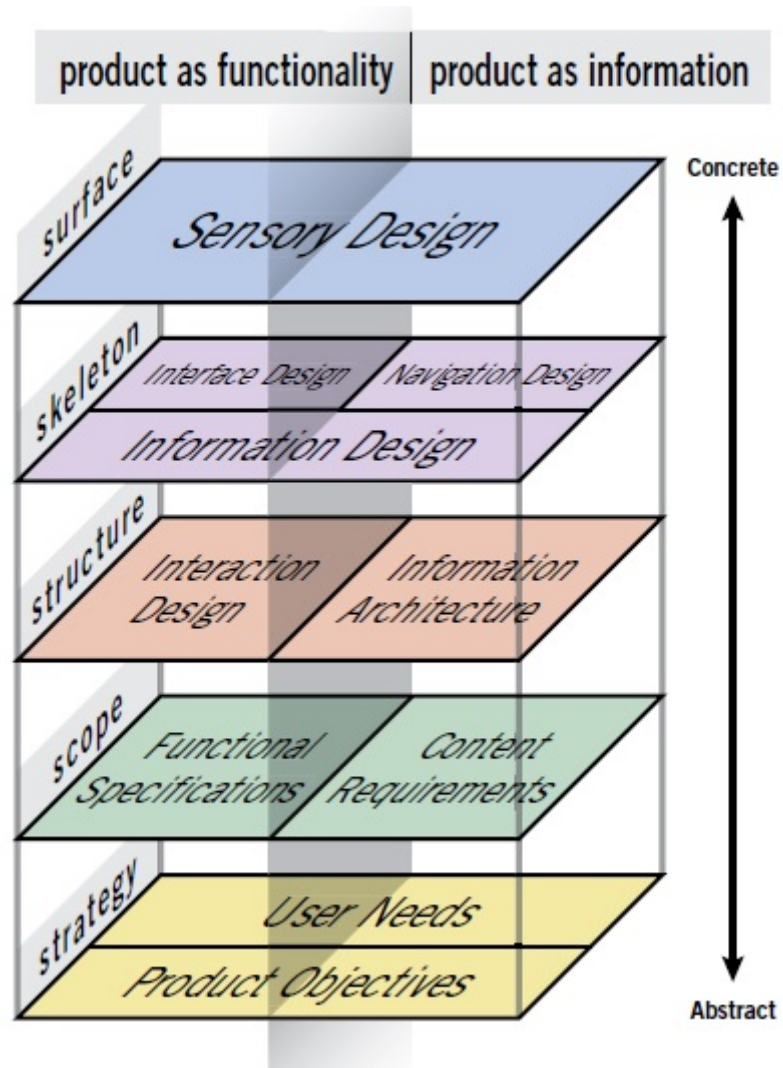 product as functionality
product as information
Concrete
surface
Sensory Design
skeleton
Interface Design
Navigation Design
Information Design
structure
Interaction
Design
Information
Architecture
scope
Functional
Specifications
Content
Requirements
strategy
User Needs
Product Objectives
Abstract